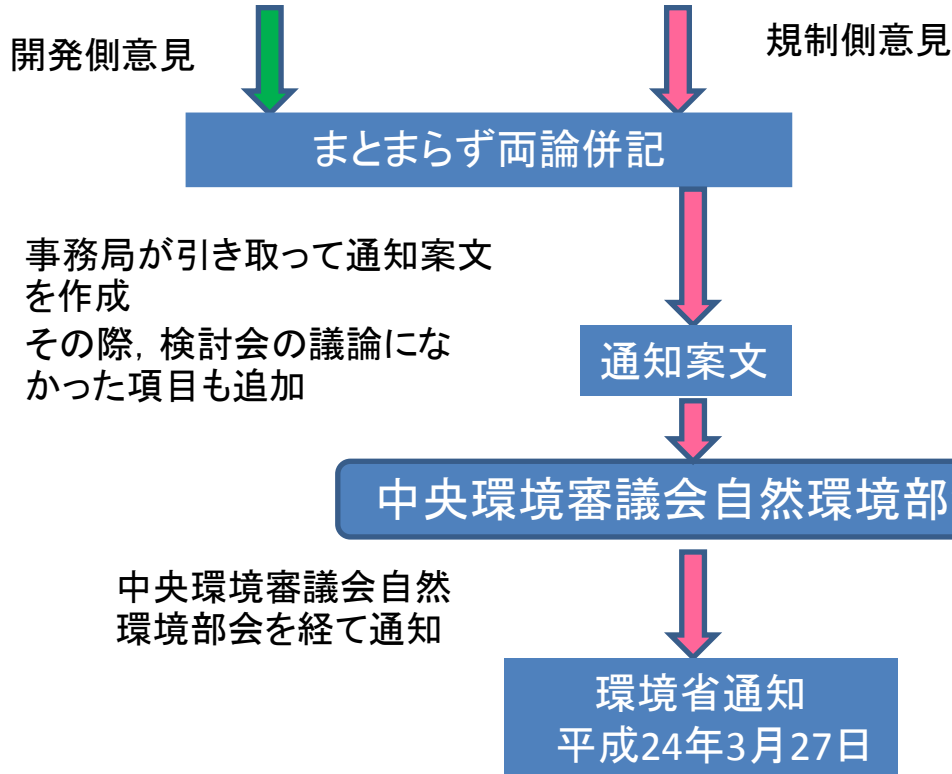 開発側意見
規制側意見
まとまらず両論併記
事務局が引き取って通知案文
を作成
その際, 検討会の議論にな
かった項目も追加
通知案文
中央環境審議会自然環境部
中央環境審議会自然
環境部会を経て通知
環境省通知
平成24年3月27日